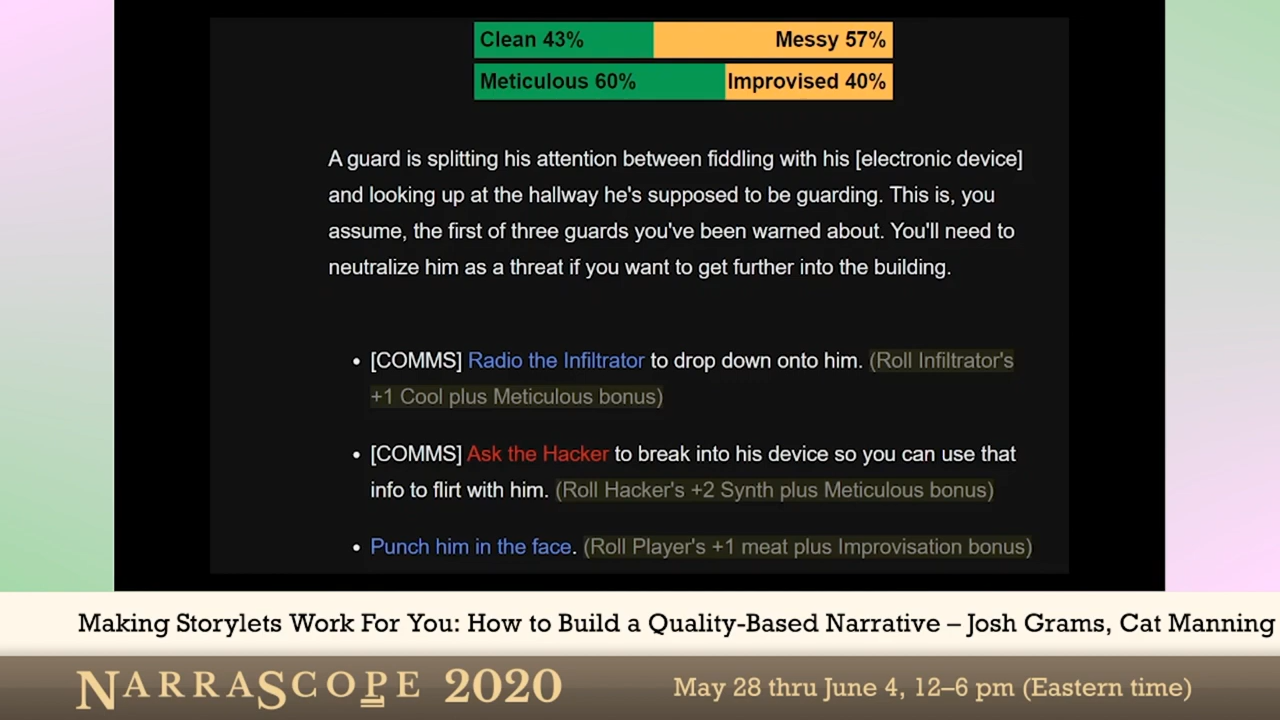 Clean 43% Messy 57%
Meticulous 60% Improvised 40%
A guard is splitting his attention between fiddling with his [electronic device]
and looking up at the hallway he's supposed to be guarding. This is, you
assume, the first of three guards you've been warned about. You'll need to
neutralize him as a threat if you want to get further into the building.
• [COMMS] Radio the Infiltrator to drop down onto him. (Roll Infiltrator's
+1 Cool plus Meticulous bonus)
• [COMMS] Ask the Hacker to break into his device so you can use that
info to flirt with him. (Roll Hacker's +2 Synth plus Meticulous bonus)
• Punch him in the face. (Roll Player's +1 meat plus Improvisation bonus)
Making Storylets Work For You: How to Build a Quality-Based Narrative – Josh Grams, Cat Manning
NARRASCOPE 2020 May 28 thru June 4, 12–6 pm (Eastern time)